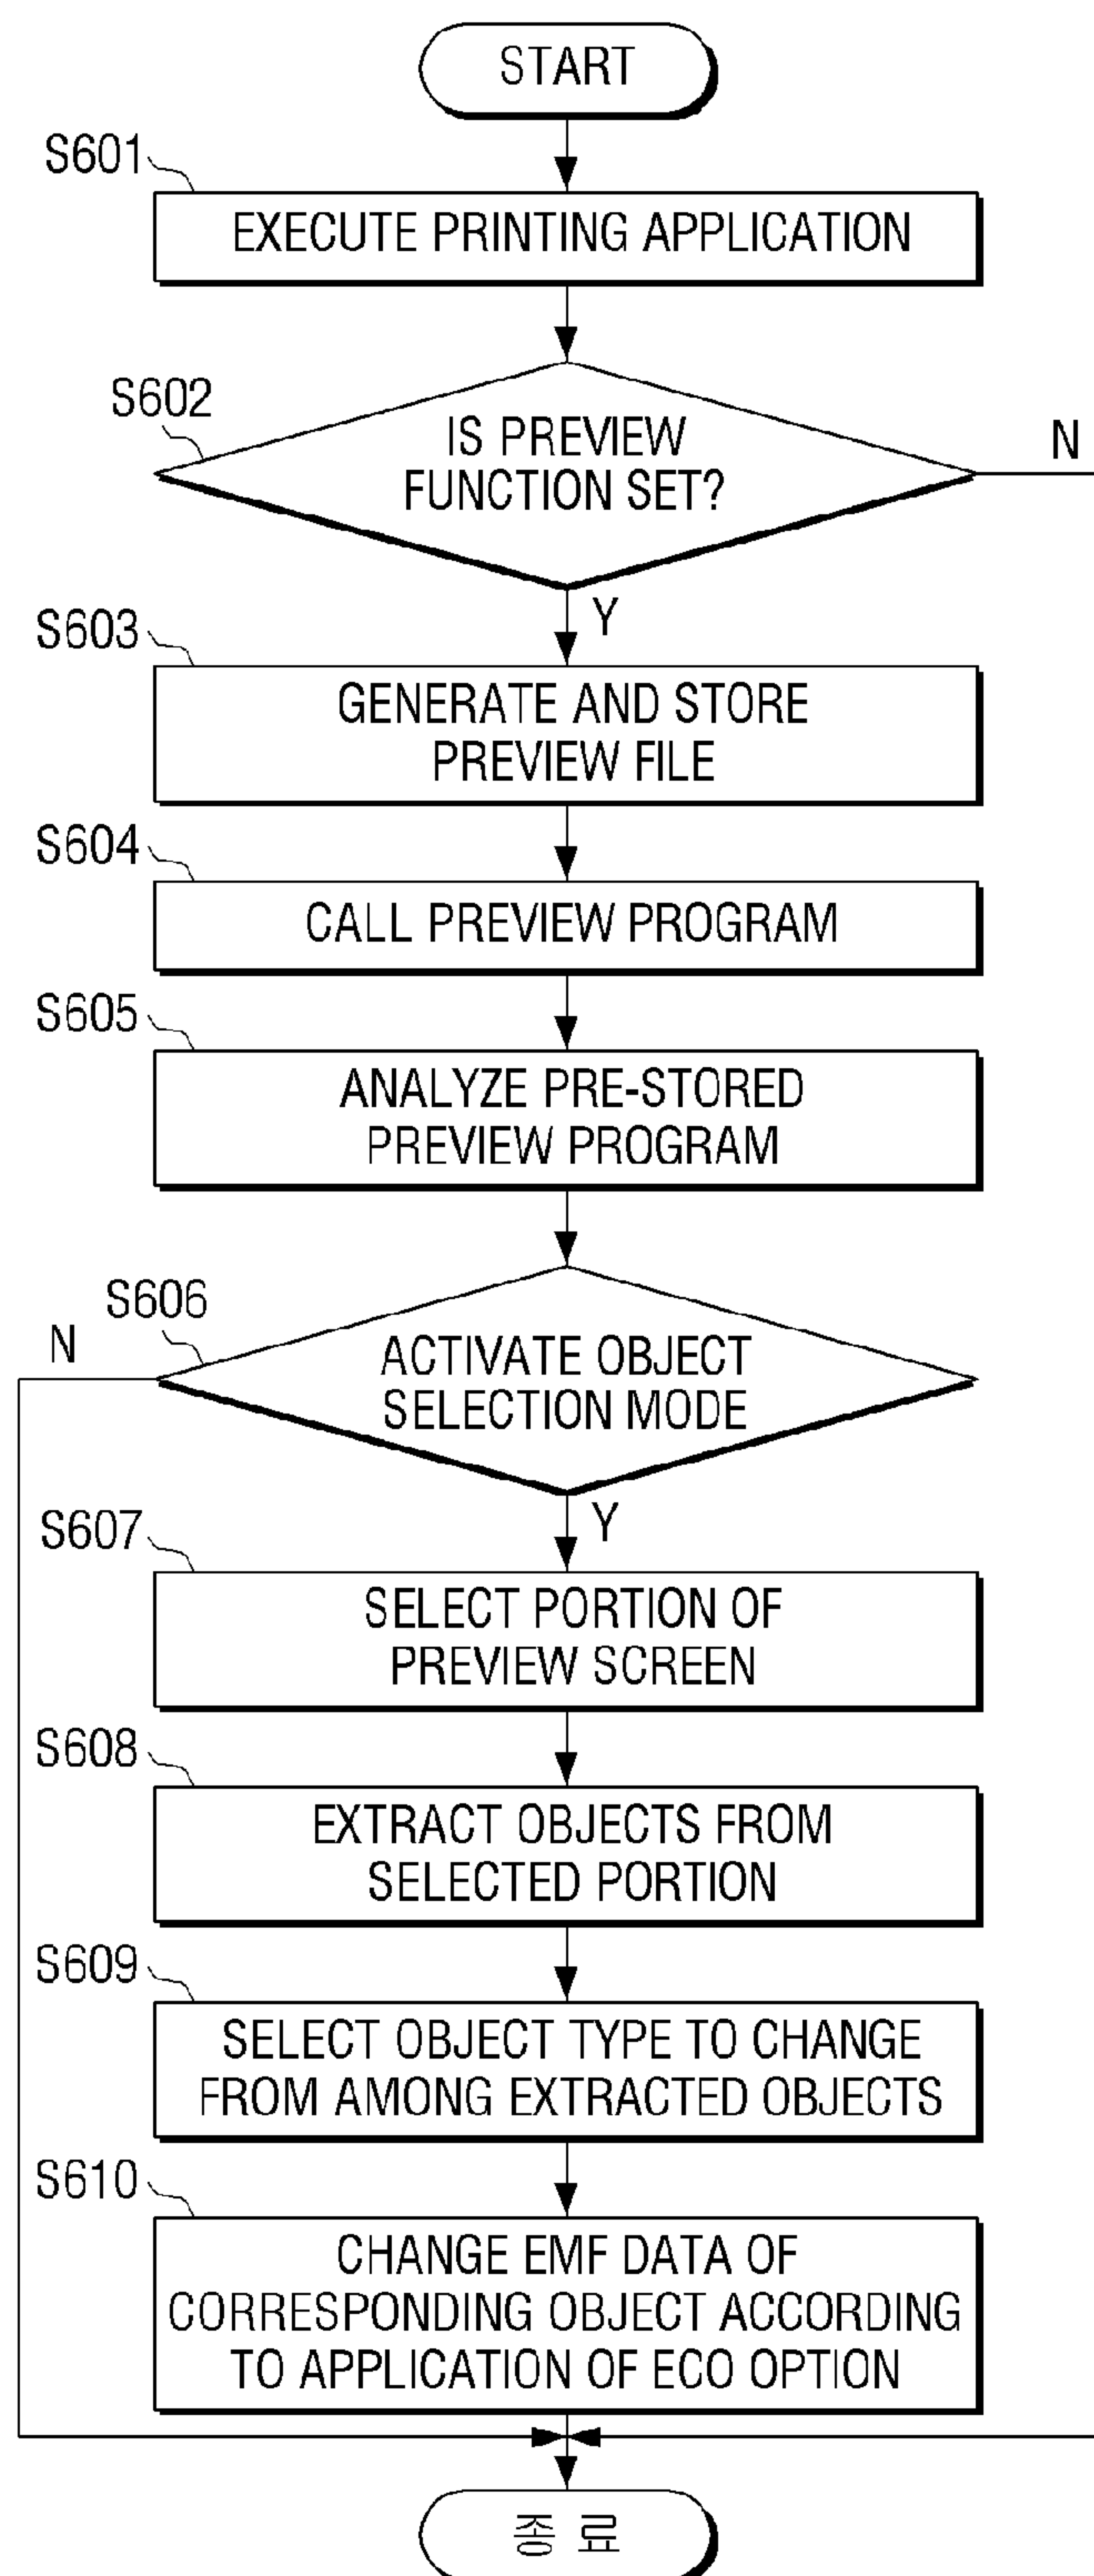 START
S601
EXECUTE PRINTING APPLICATION
S602
IS PREVIEW
FUNCTION SET?
N
Y
S603
GENERATE AND STORE
PREVIEW FILE
S604
CALL PREVIEW PROGRAM
S605
ANALYZE PRE-STORED
PREVIEW PROGRAM
S606
N
ACTIVATE OBJECT
SELECTION MODE
Y
S607
SELECT PORTION OF
PREVIEW SCREEN
S608
EXTRACT OBJECTS FROM
SELECTED PORTION
S609
SELECT OBJECT TYPE TO CHANGE
FROM AMONG EXTRACTED OBJECTS
S610
CHANGE EMF DATA OF
CORRESPONDING OBJECT ACCORDING
TO APPLICATION OF ECO OPTION
종 료